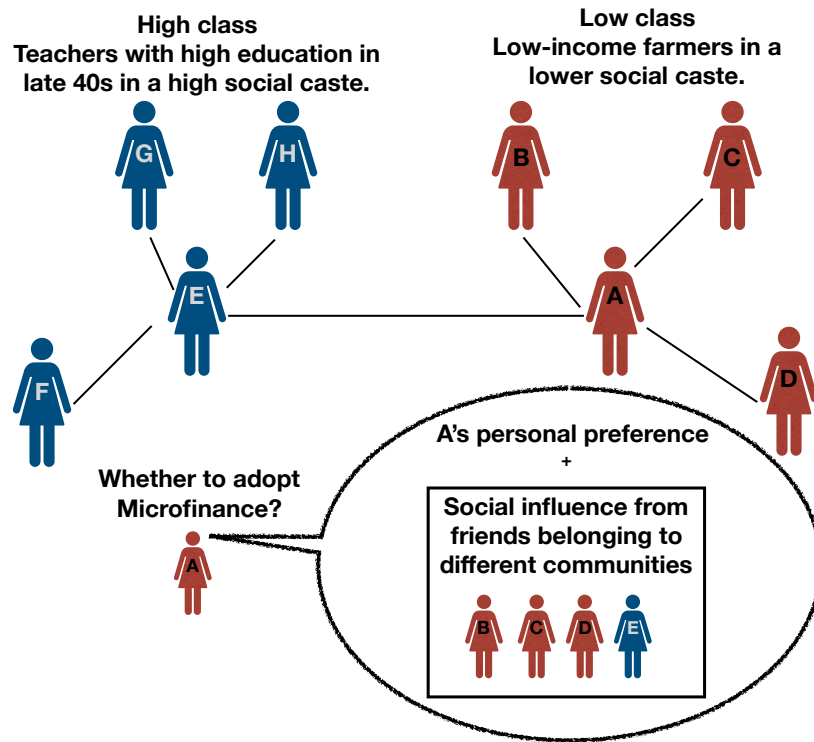 High class
Teachers with high education in
late 40s in a high social caste.
Low class
Low-income farmers in a
lower social caste.
G
H
B
C
E
A
F
D
A's personal preference
+
Whether to adopt
Microfinance?
Social influence from
friends belonging to
different communities
A
B
C
D
E